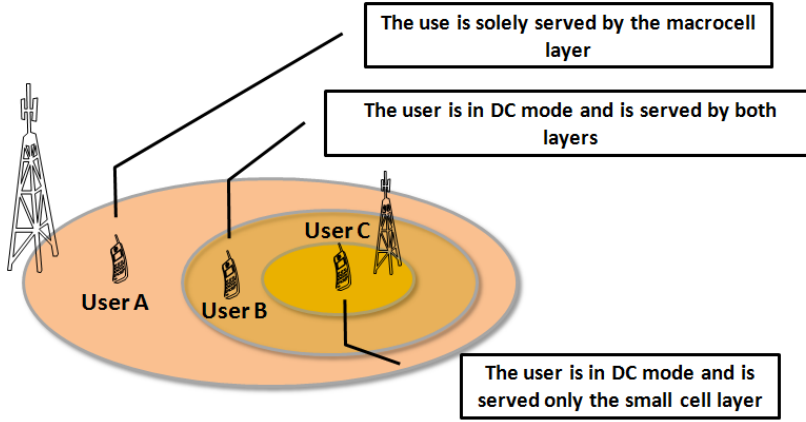 The use is solely served by the macrocell
layer
The user is in DC mode and is served by both
layers
User C
User A
User B
The user is in DC mode and is
served only the small cell layer